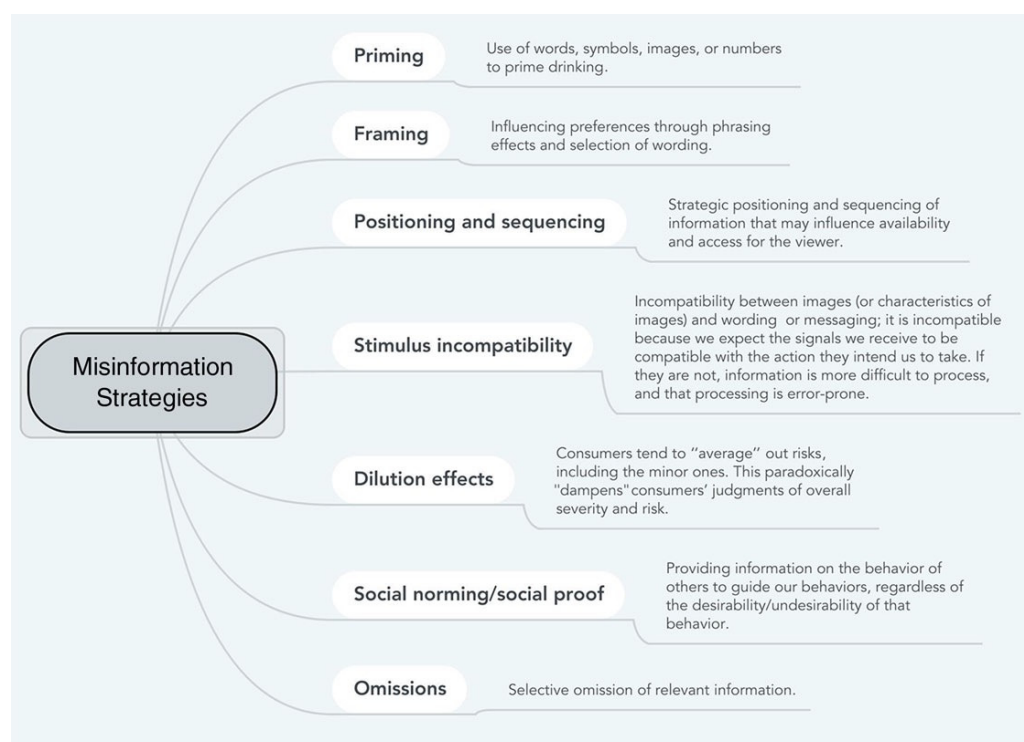 Priming
Use of words, symbols, images, or numbers
to prime drinking.
Framing
Influencing preferences through phrasing
effects and selection of wording.
Positioning and sequencing
Strategic positioning and sequencing of
information that may influence availability
and access for the viewer.
Misinformation
Strategies
Stimulus incompatibility
Incompatibility between images (or characteristics of
images) and wording or messaging; it is incompatible
because we expect the signals we receive to be
compatible with the action they intend us to take. If
they are not, information is more difficult to process,
and that processing is error-prone.
Dilution effects
Consumers tend to “average” out risks,
including the minor ones. This paradoxically
"dampens" consumers’ judgments of overall
severity and risk.
Social norming/social proof
Providing information on the behavior of
others to guide our behaviors, regardless of
the desirability/undesirability of that
behavior.
Omissions
Selective omission of relevant information.